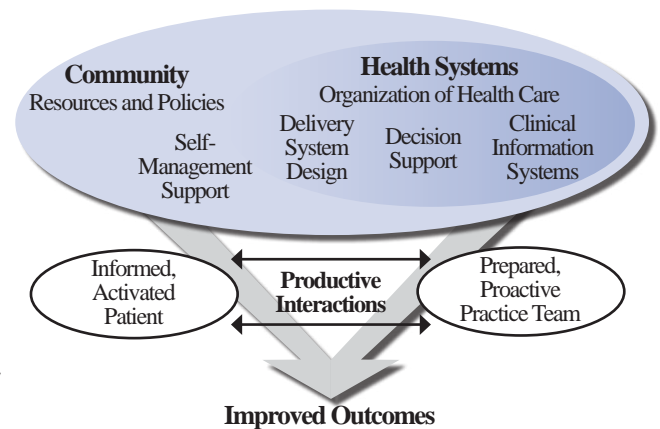 Community
Resources and Policies
Health Systems
Organization of Health Care
Self-
Management
Support
Delivery
System
Design
Decision
Support
Clinical
Information
Systems
Informed,
Activated
Patient
Productive
Interactions
Prepared,
Proactive
Practice Team
Improved Outcomes